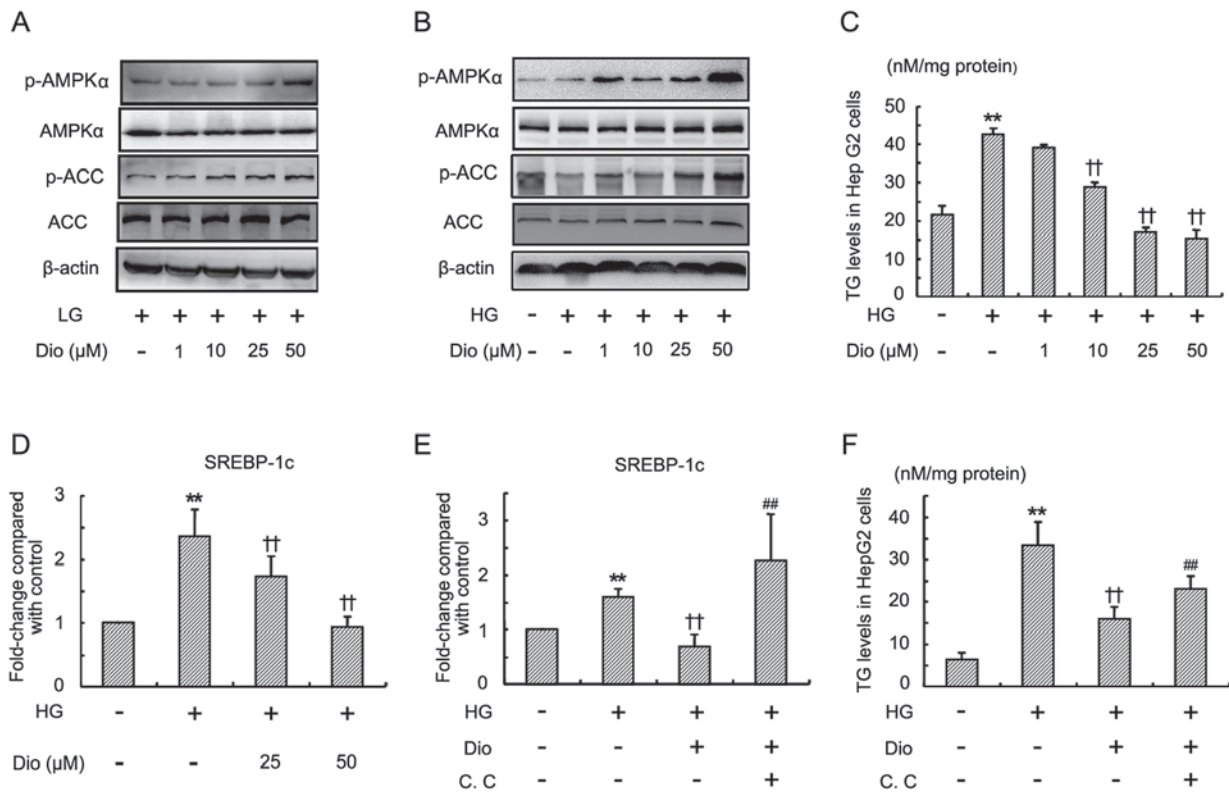 A
p-AMPKα
AMPKα
p-ACC
ACC
β-actin
LG + + + + +
Dio (μM) - 1 10 25 50
B
p-AMPKα
AMPKα
p-ACC
ACC
β-actin
HG - + + + + +
Dio (μM) - - 1 10 25 50
C
(nM/mg protein)
TG levels in Hep G2 cells
50
40
30
20
10
0
**
††
††
††
HG - + + + + +
Dio (μM) - - 1 10 25 50
D
SREBP-1c
Fold-change compared
with control
3
2
1
0
**
††
††
HG - + + +
Dio (μM) - - 25 50
E
SREBP-1c
Fold-change compared
with control
3
2
1
0
**
††
##
HG - + + +
Dio - - + +
C. C - - - +
F
(nM/mg protein)
TG levels in HepG2 cells
40
30
20
10
0
**
††
##
HG - + + +
Dio - - + +
C. C - - - +